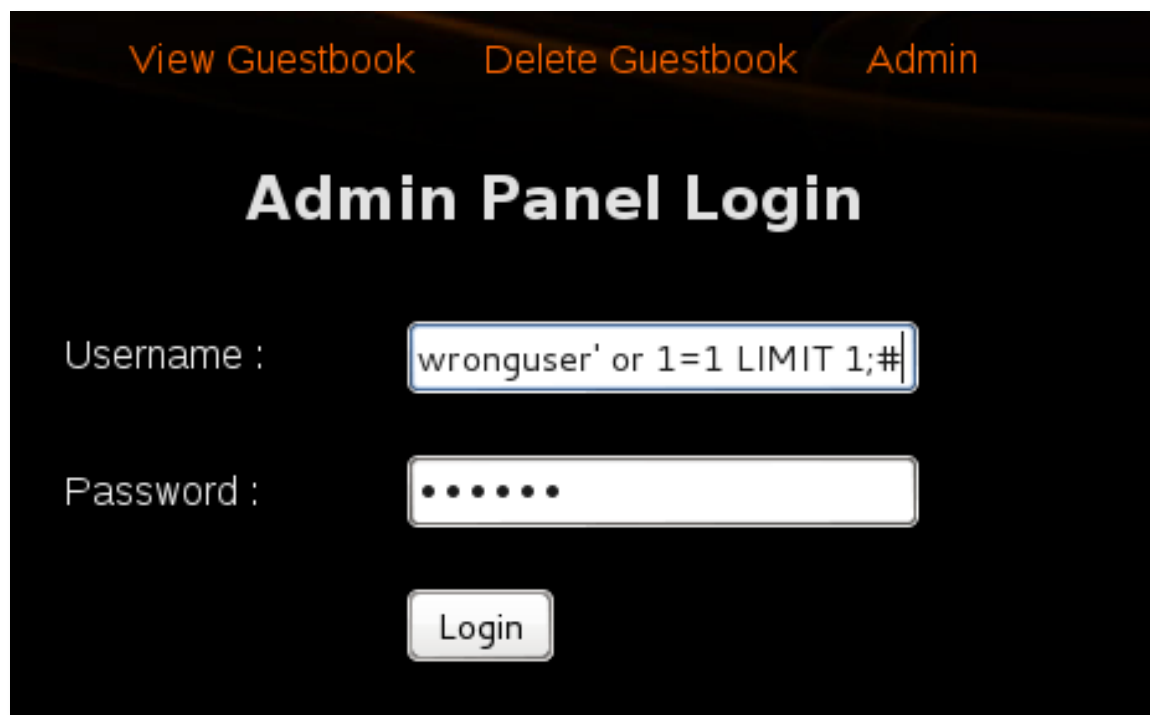 View Guestbook Delete Guestbook Admin
Admin Panel Login
Username : wronguser' or 1=1 LIMIT 1;#
Password : ••••••
Login